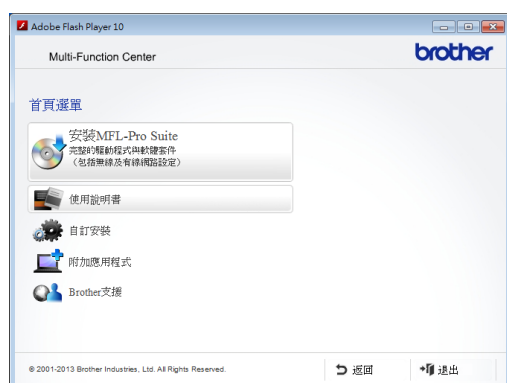 Adobe Flash Player 10
Multi-Function Center
brother
首頁選單
安裝MFL-Pro Suite
完整的驅動程式與軟體套件
(包括無線及有線網路設定)
使用說明書
自訂安裝
附加應用程式
Brother支援
© 2001-2013 Brother Industries, Ltd. All Rights Reserved.
返回
退出